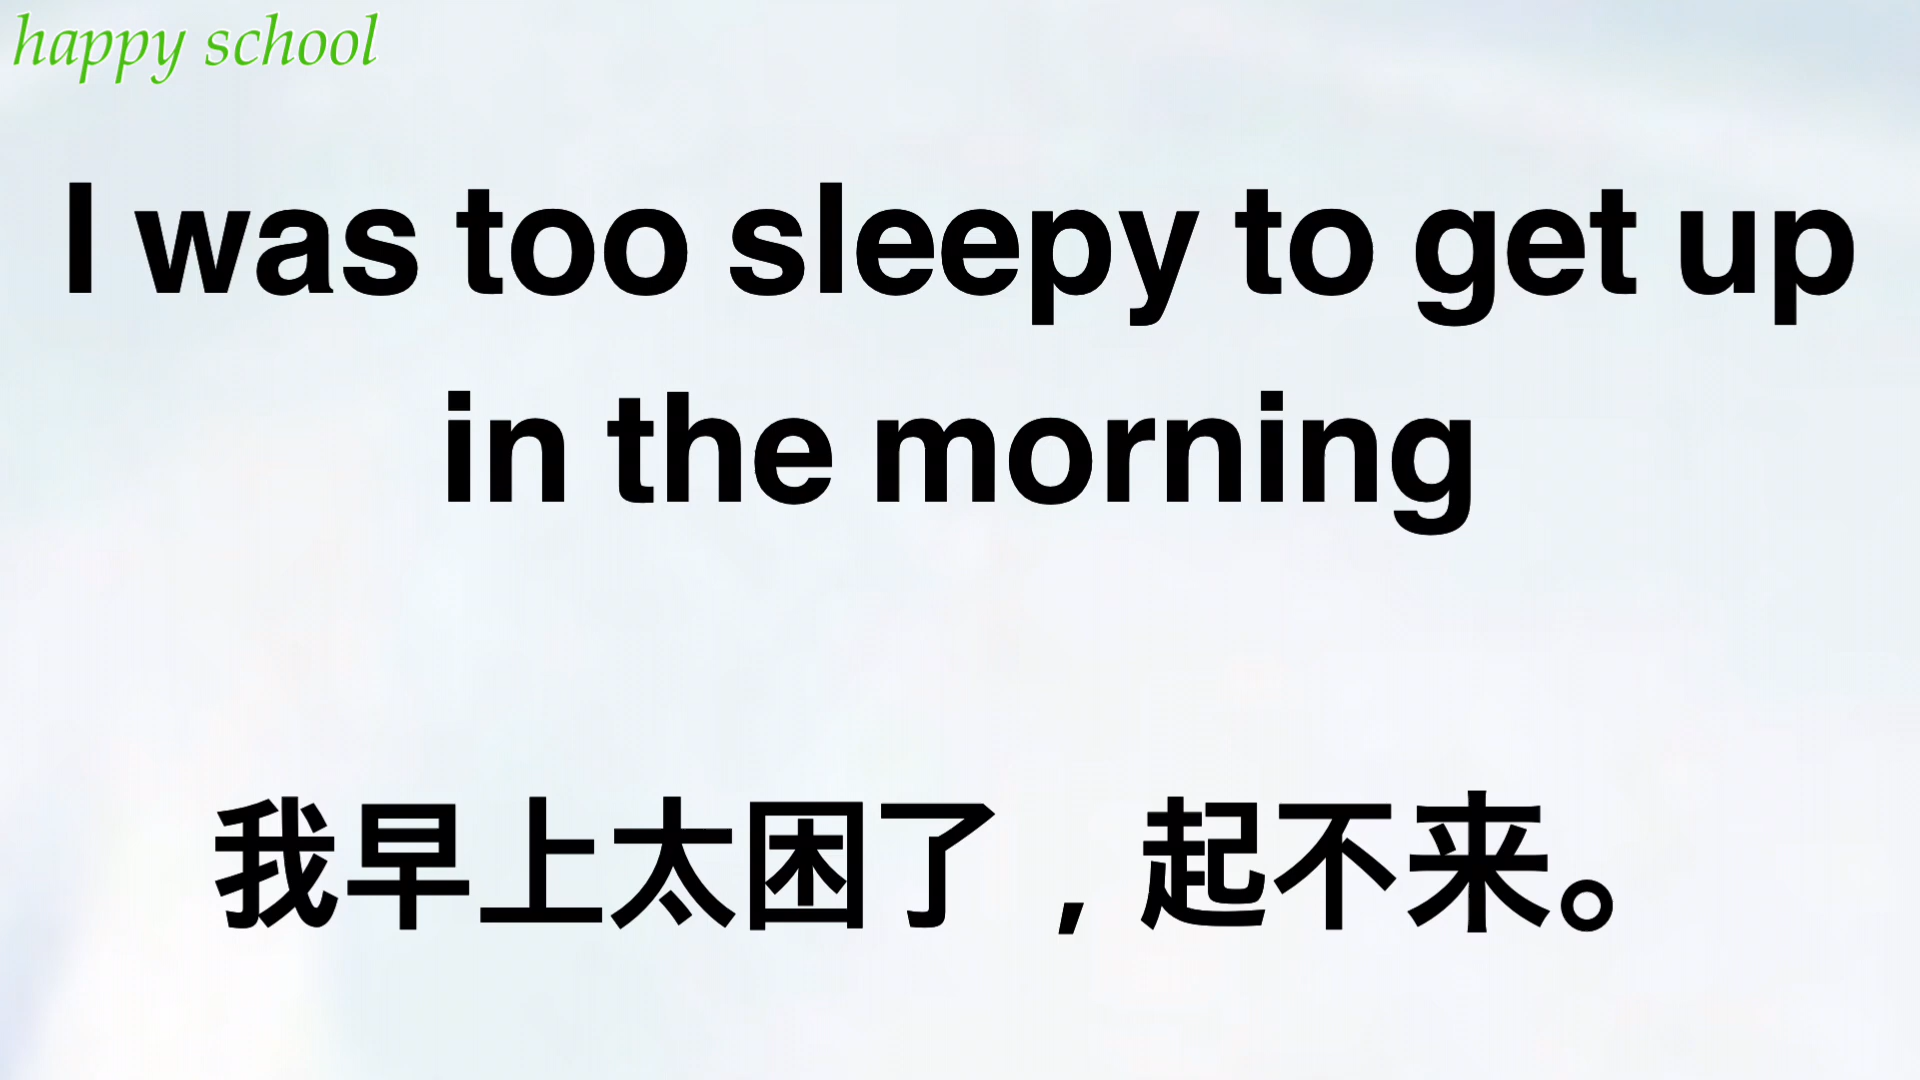 happy school
I was too sleepy to get up
in the morning
我早上太困了，起不来。